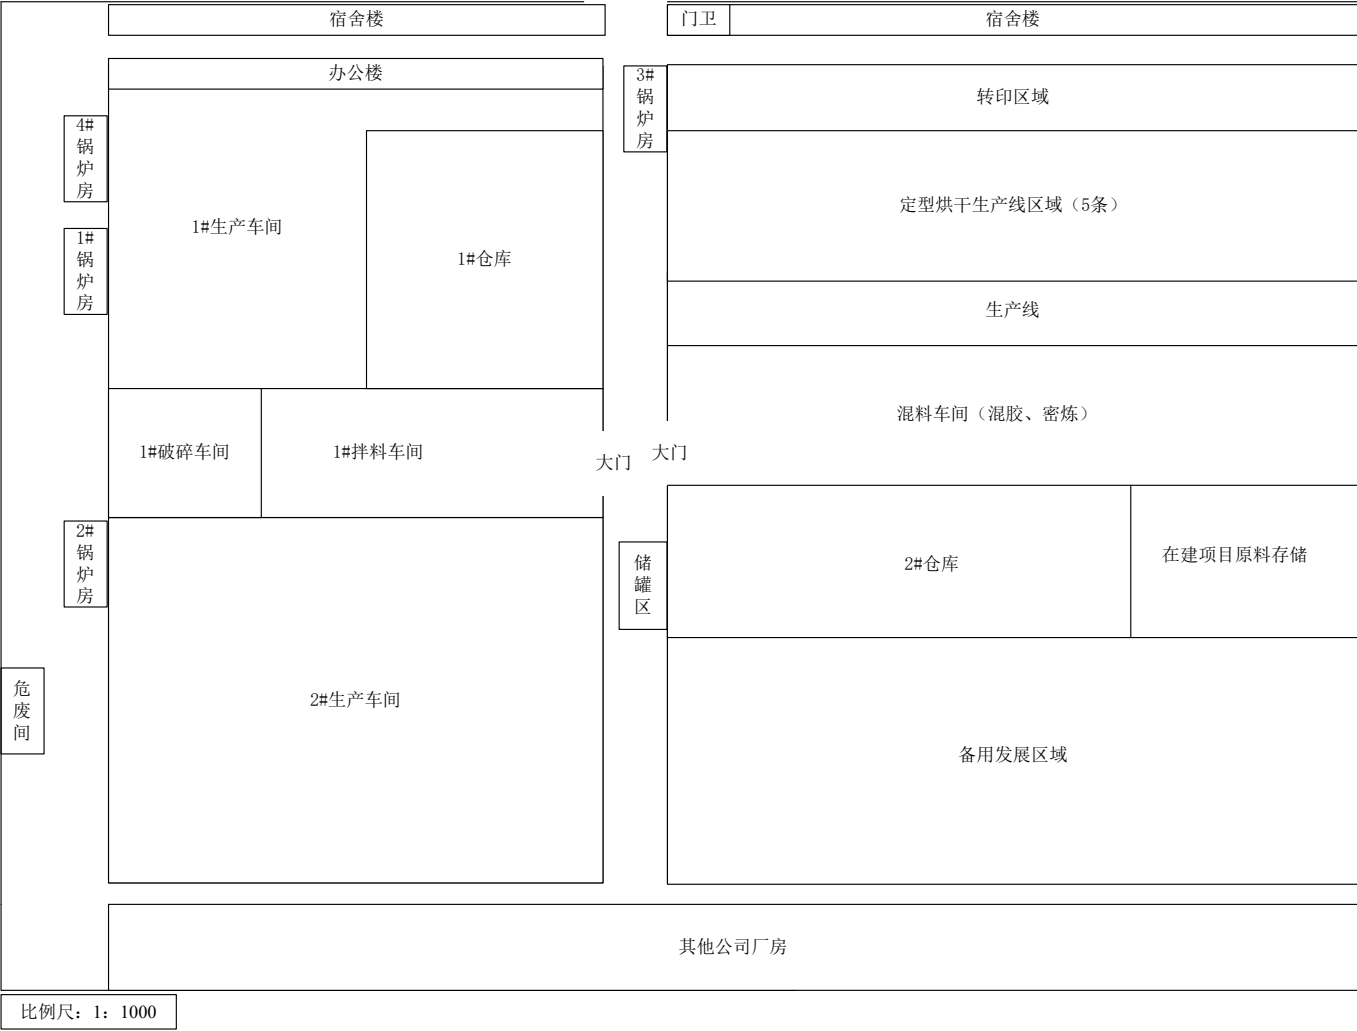 宿舍楼
门卫
宿舍楼
办公楼
3#
锅
炉
房
转印区域
4#
锅
炉
房
1#生产车间
1#仓库
定型烘干生产线区域（5条）
1#
锅
炉
房
生产线
混料车间（混胶、密炼）
1#破碎车间
1#拌料车间
大门
大门
2#
锅
炉
房
储
罐
区
2#仓库
在建项目原料存储
危
废
间
2#生产车间
备用发展区域
其他公司厂房
比例尺：1：1000